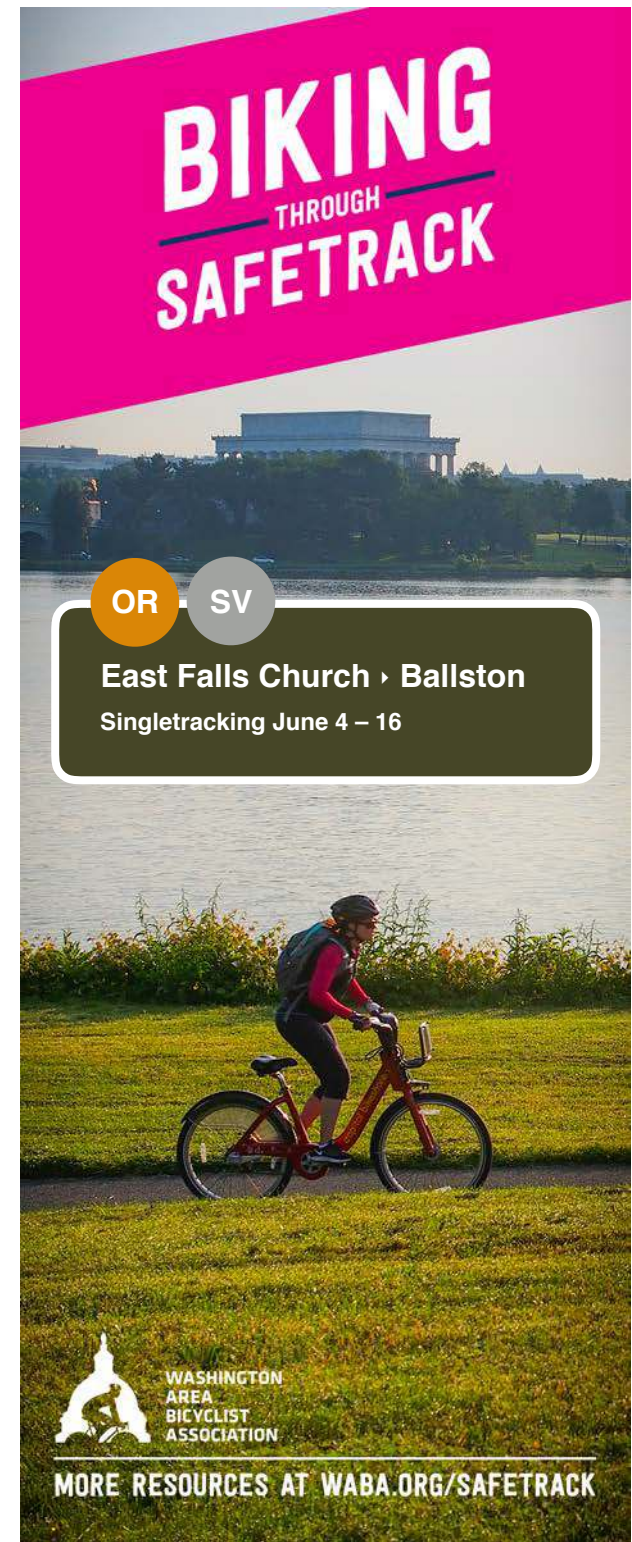 BIKING
THROUGH
SAFETRACK
OR SV
East Falls Church › Ballston
Singletracking June 4 – 16
WASHINGTON
AREA
BICYCLIST
ASSOCIATION
MORE RESOURCES AT WABA.ORG/SAFETRACK